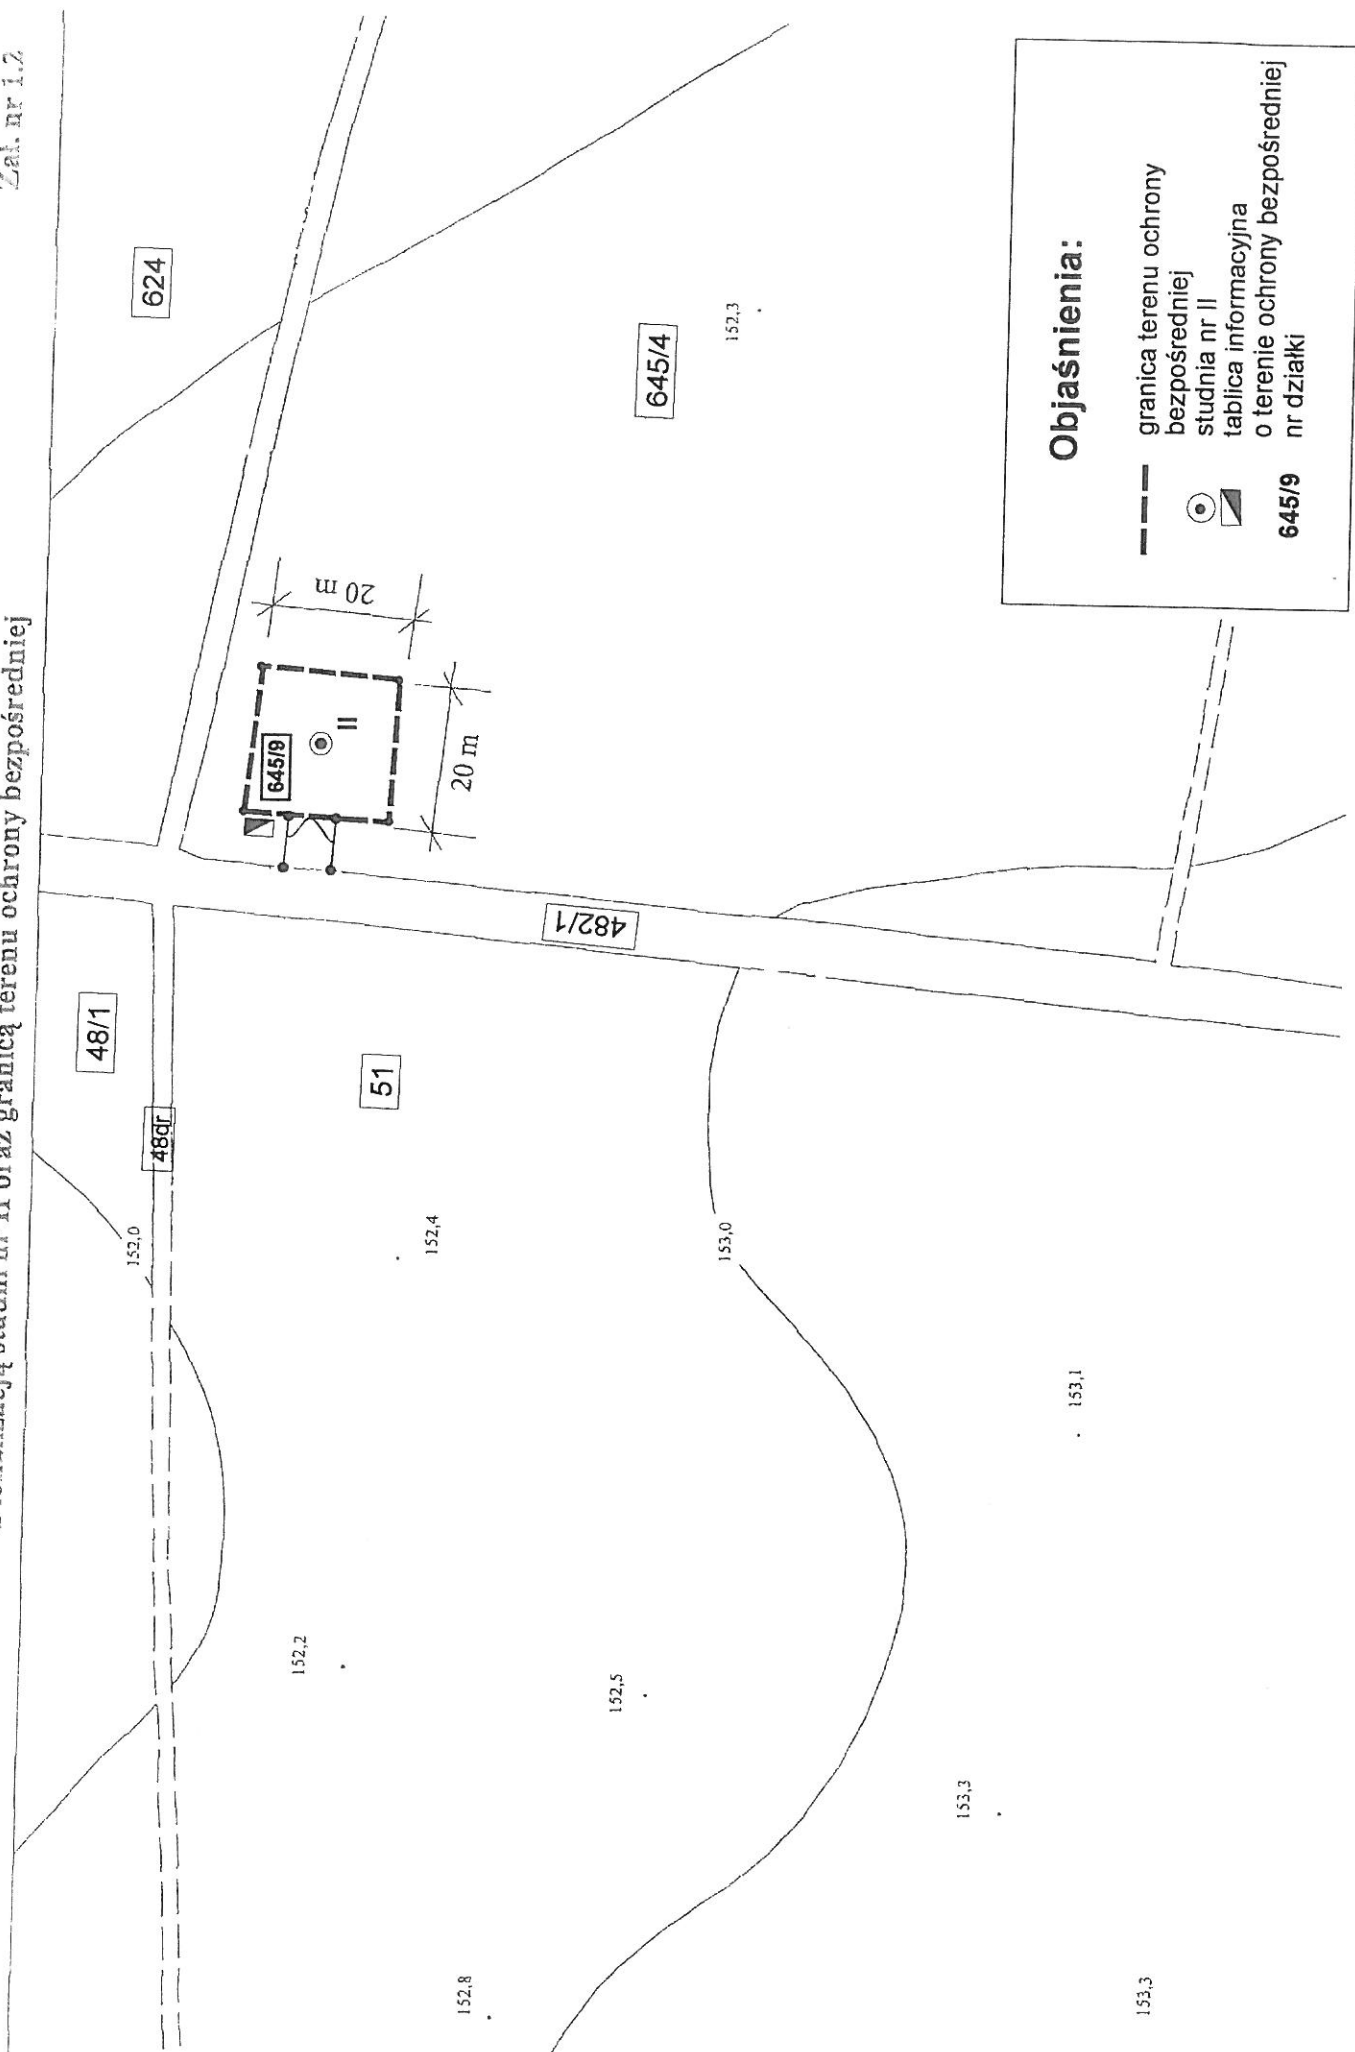 Zał. nr 1.2
studni nr II oraz granicą terenu ochrony bezpośredniej
624
48/1
48dr
152,0
645/9
II
20 m
20 m
51
482/1
645/4
152,3
152,4
152,2
152,5
152,8
153,0
153,1
153,3
153,3
Objaśnienia:
granica terenu ochrony
bezpośredniej
studnia nr II
tablica informacyjna
o terenie ochrony bezpośredniej
645/9 nr działki